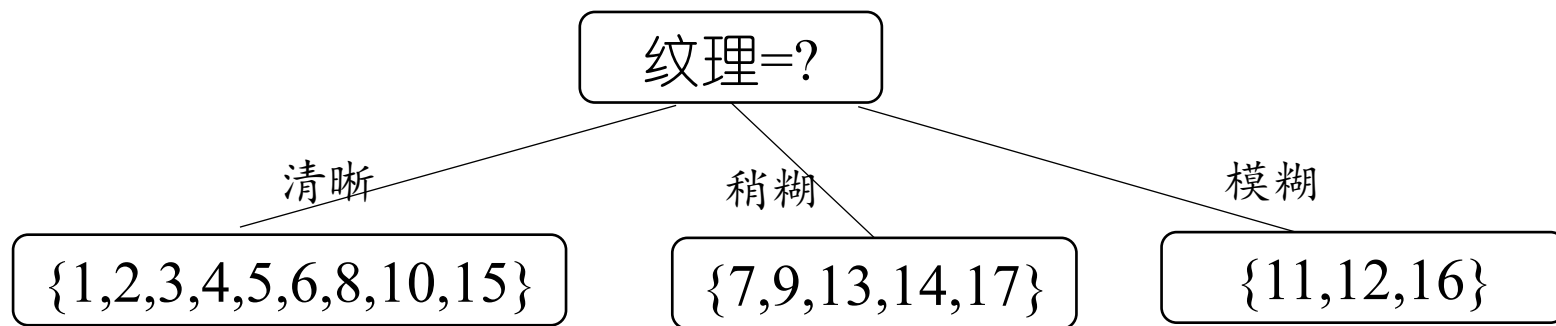 纹理=?
清晰
稍糊
模糊
{1,2,3,4,5,6,8,10,15}
{7,9,13,14,17}
{11,12,16}